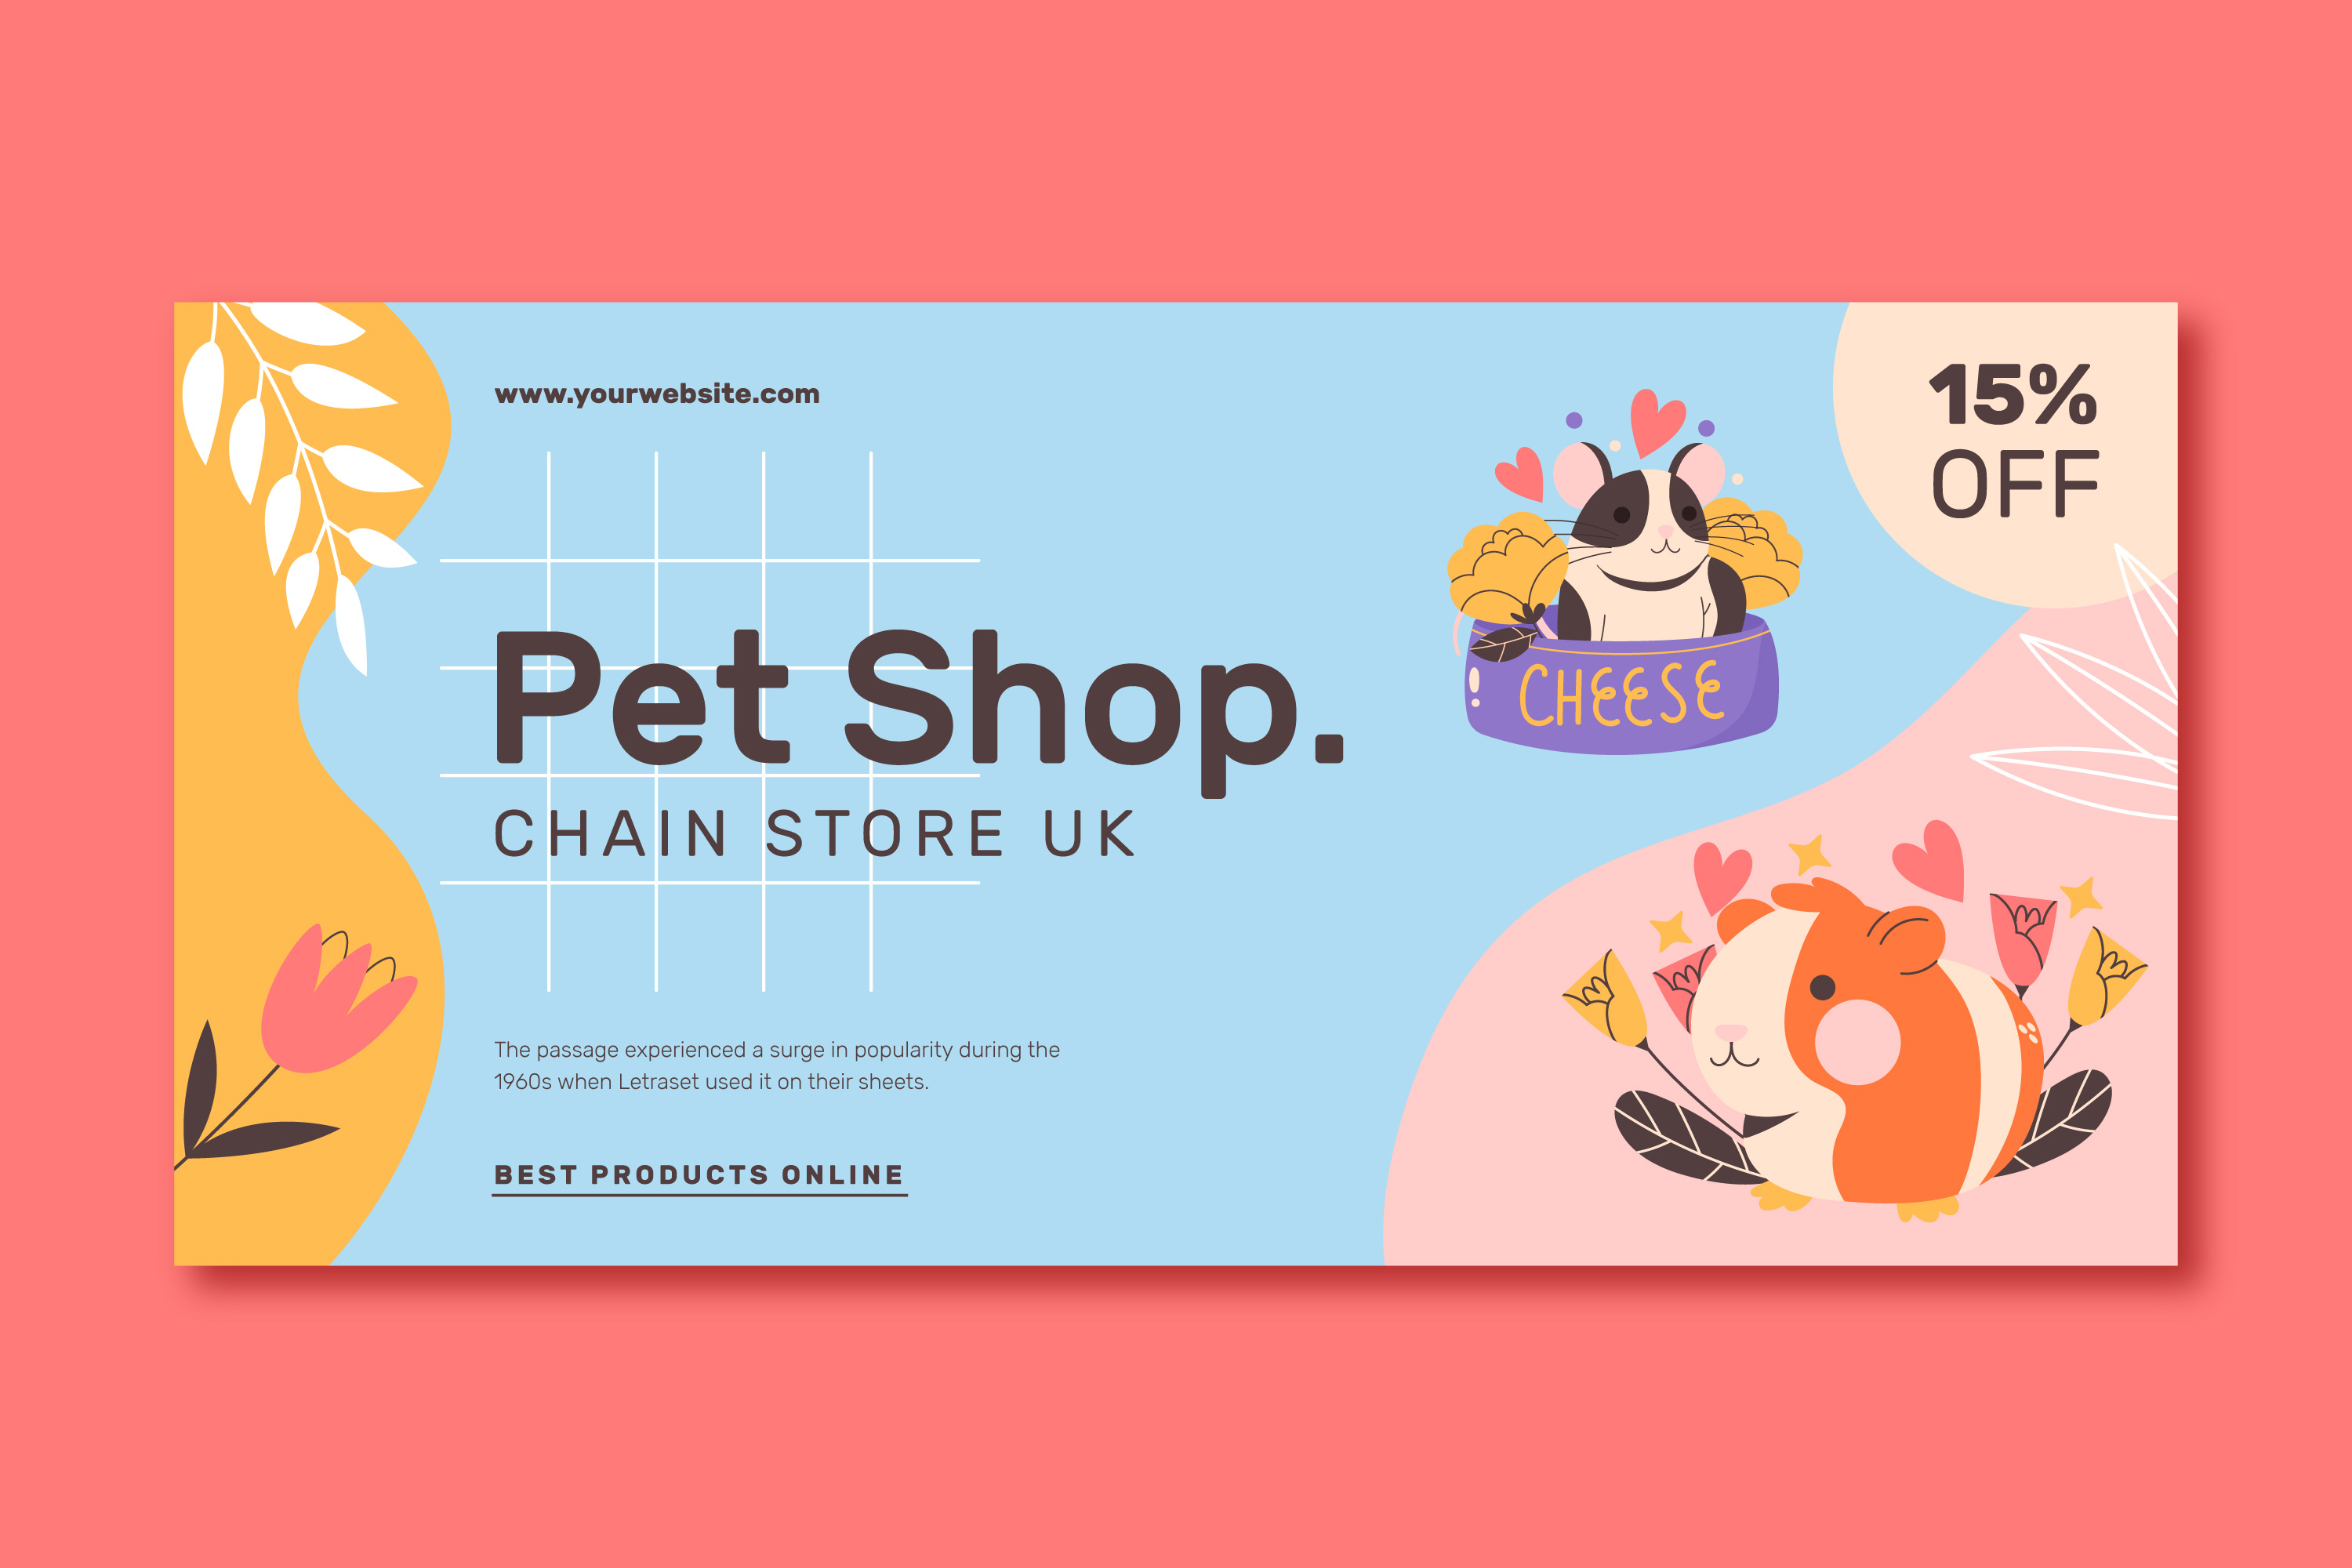 www.yourwebsite.com
15%
OFF
Pet Shop.
CHAIN STORE UK
CHEESE
The passage experienced a surge in popularity during the
1960s when Letraset used it on their sheets.
BEST PRODUCTS ONLINE